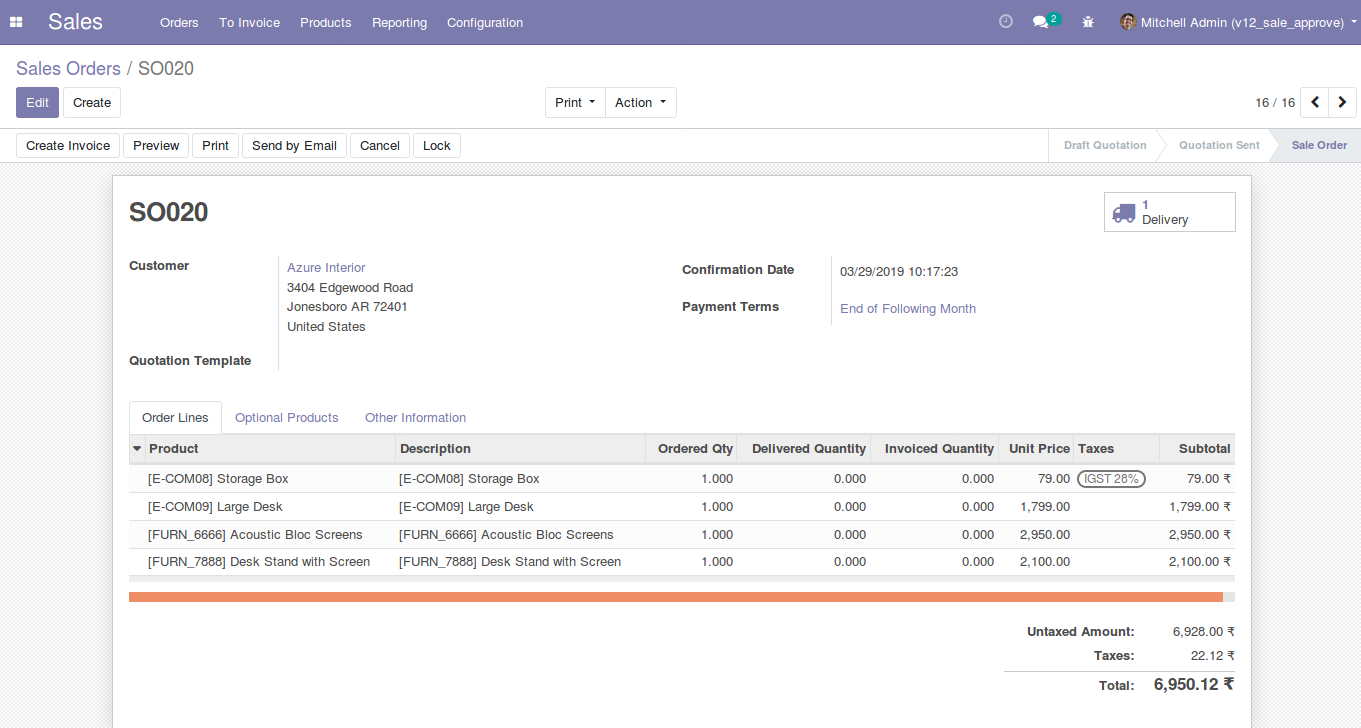 Sales Orders To Invoice Products Reporting Configuration 2 Mitchell Admin (v12_sale_approve)
Sales Orders / SO020
Edit Create Print Action 16 / 16
Create Invoice Preview Print Send by Email Cancel Lock Draft Quotation Quotation Sent Sale Order
SO020
1
Delivery
Customer
Azure Interior
3404 Edgewood Road
Jonesboro AR 72401
United States
Quotation Template
Confirmation Date 03/29/2019 10:17:23
Payment Terms End of Following Month
Order Lines Optional Products Other Information
Product Description Ordered Qty Delivered Quantity Invoiced Quantity Unit Price Taxes Subtotal
[E-COM08] Storage Box [E-COM08] Storage Box 1.000 0.000 0.000 79.00 IGST 28% 79.00 ₹
[E-COM09] Large Desk [E-COM09] Large Desk 1.000 0.000 0.000 1,799.00 1,799.00 ₹
[FURN_6666] Acoustic Bloc Screens [FURN_6666] Acoustic Bloc Screens 1.000 0.000 0.000 2,950.00 2,950.00 ₹
[FURN_7888] Desk Stand with Screen [FURN_7888] Desk Stand with Screen 1.000 0.000 0.000 2,100.00 2,100.00 ₹
Untaxed Amount: 6,928.00 ₹
Taxes: 22.12 ₹
Total: 6,950.12 ₹